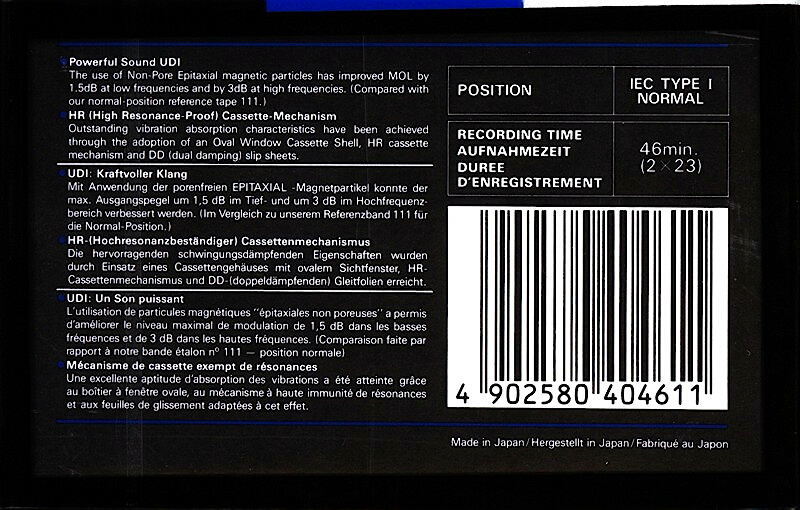 Powerful Sound UDI
The use of Non-Pore Epitaxial magnetic particles has improved MOL by
1.5dB at low frequencies and by 3dB at high frequencies. (Compared with
our normal-position reference tape 111.)
HR (High Resonance-Proof) Cassette-Mechanism
Outstanding vibration absorption characteristics have been achieved
through the adoption of an Oval Window Cassette Shell, HR cassette
mechanism and DD (dual damping) slip sheets.
UDI: Kraftvoller Klang
Mit Anwendung der porenfreien EPITAXIAL -Magnetpartikel konnte der
max. Ausgangspegel um 1,5 dB im Tief- und um 3 dB im Hochfrequenz-
bereich verbessert werden. (Im Vergleich zu unserem Referenzband 111 für
die Normal-Position.)
HR-(Hochresonanzbeständiger) Cassettenmechanismus
Die hervorragenden schwingungsdämpfenden Eigenschaften wurden
durch Einsatz eines Cassettengehäuses mit ovalem Sichtfenster, HR-
Cassettenmechanismus und DD-(doppeldämpfenden) Gleitfolien erreicht.
UDI: Un Son puissant
L'utilisation de particules magnétiques "épitaxiales non poreuses" a permis
d'améliorer le niveau maximal de modulation de 1,5 dB dans les basses
fréquences et de 3 dB dans les hautes fréquences. (Comparaison faite par
rapport à notre bande étalon nº 111 — position normale)
Mécanisme de cassette exempt de résonances
Une excellente aptitude d'absorption des vibrations a été atteinte grâce
au boîtier à fenêtre ovale, au mécanisme à haute immunité de résonances
et aux feuilles de glissement adaptées à cet effet.
POSITION
IEC TYPE I
NORMAL
RECORDING TIME
AUFNAHMEZEIT
DUREE
D'ENREGISTREMENT
46min.
(2×23)
4 902580 404611
Made in Japan/Hergestellt in Japan/Fabriqué au Japon